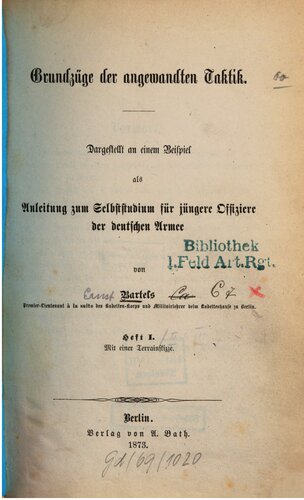 Grundzüge der angewandten Taktik.
Dargestellt an einem Beispiel
als
Anleitung zum Selbststudium für jüngere Offiziere
der deutschen Armee
Bibliothek
1.Feld Art.Rgt.
von
Ernst Bartels C 7 x
Premier-Lieutenant à la suite des Kadetten-Corps und Militairlehrer beim Kadettenhause zu Berlin.
Heft I.
Mit einer Terrainskizze.
Berlin.
Verlag von A. Bath.
1873.